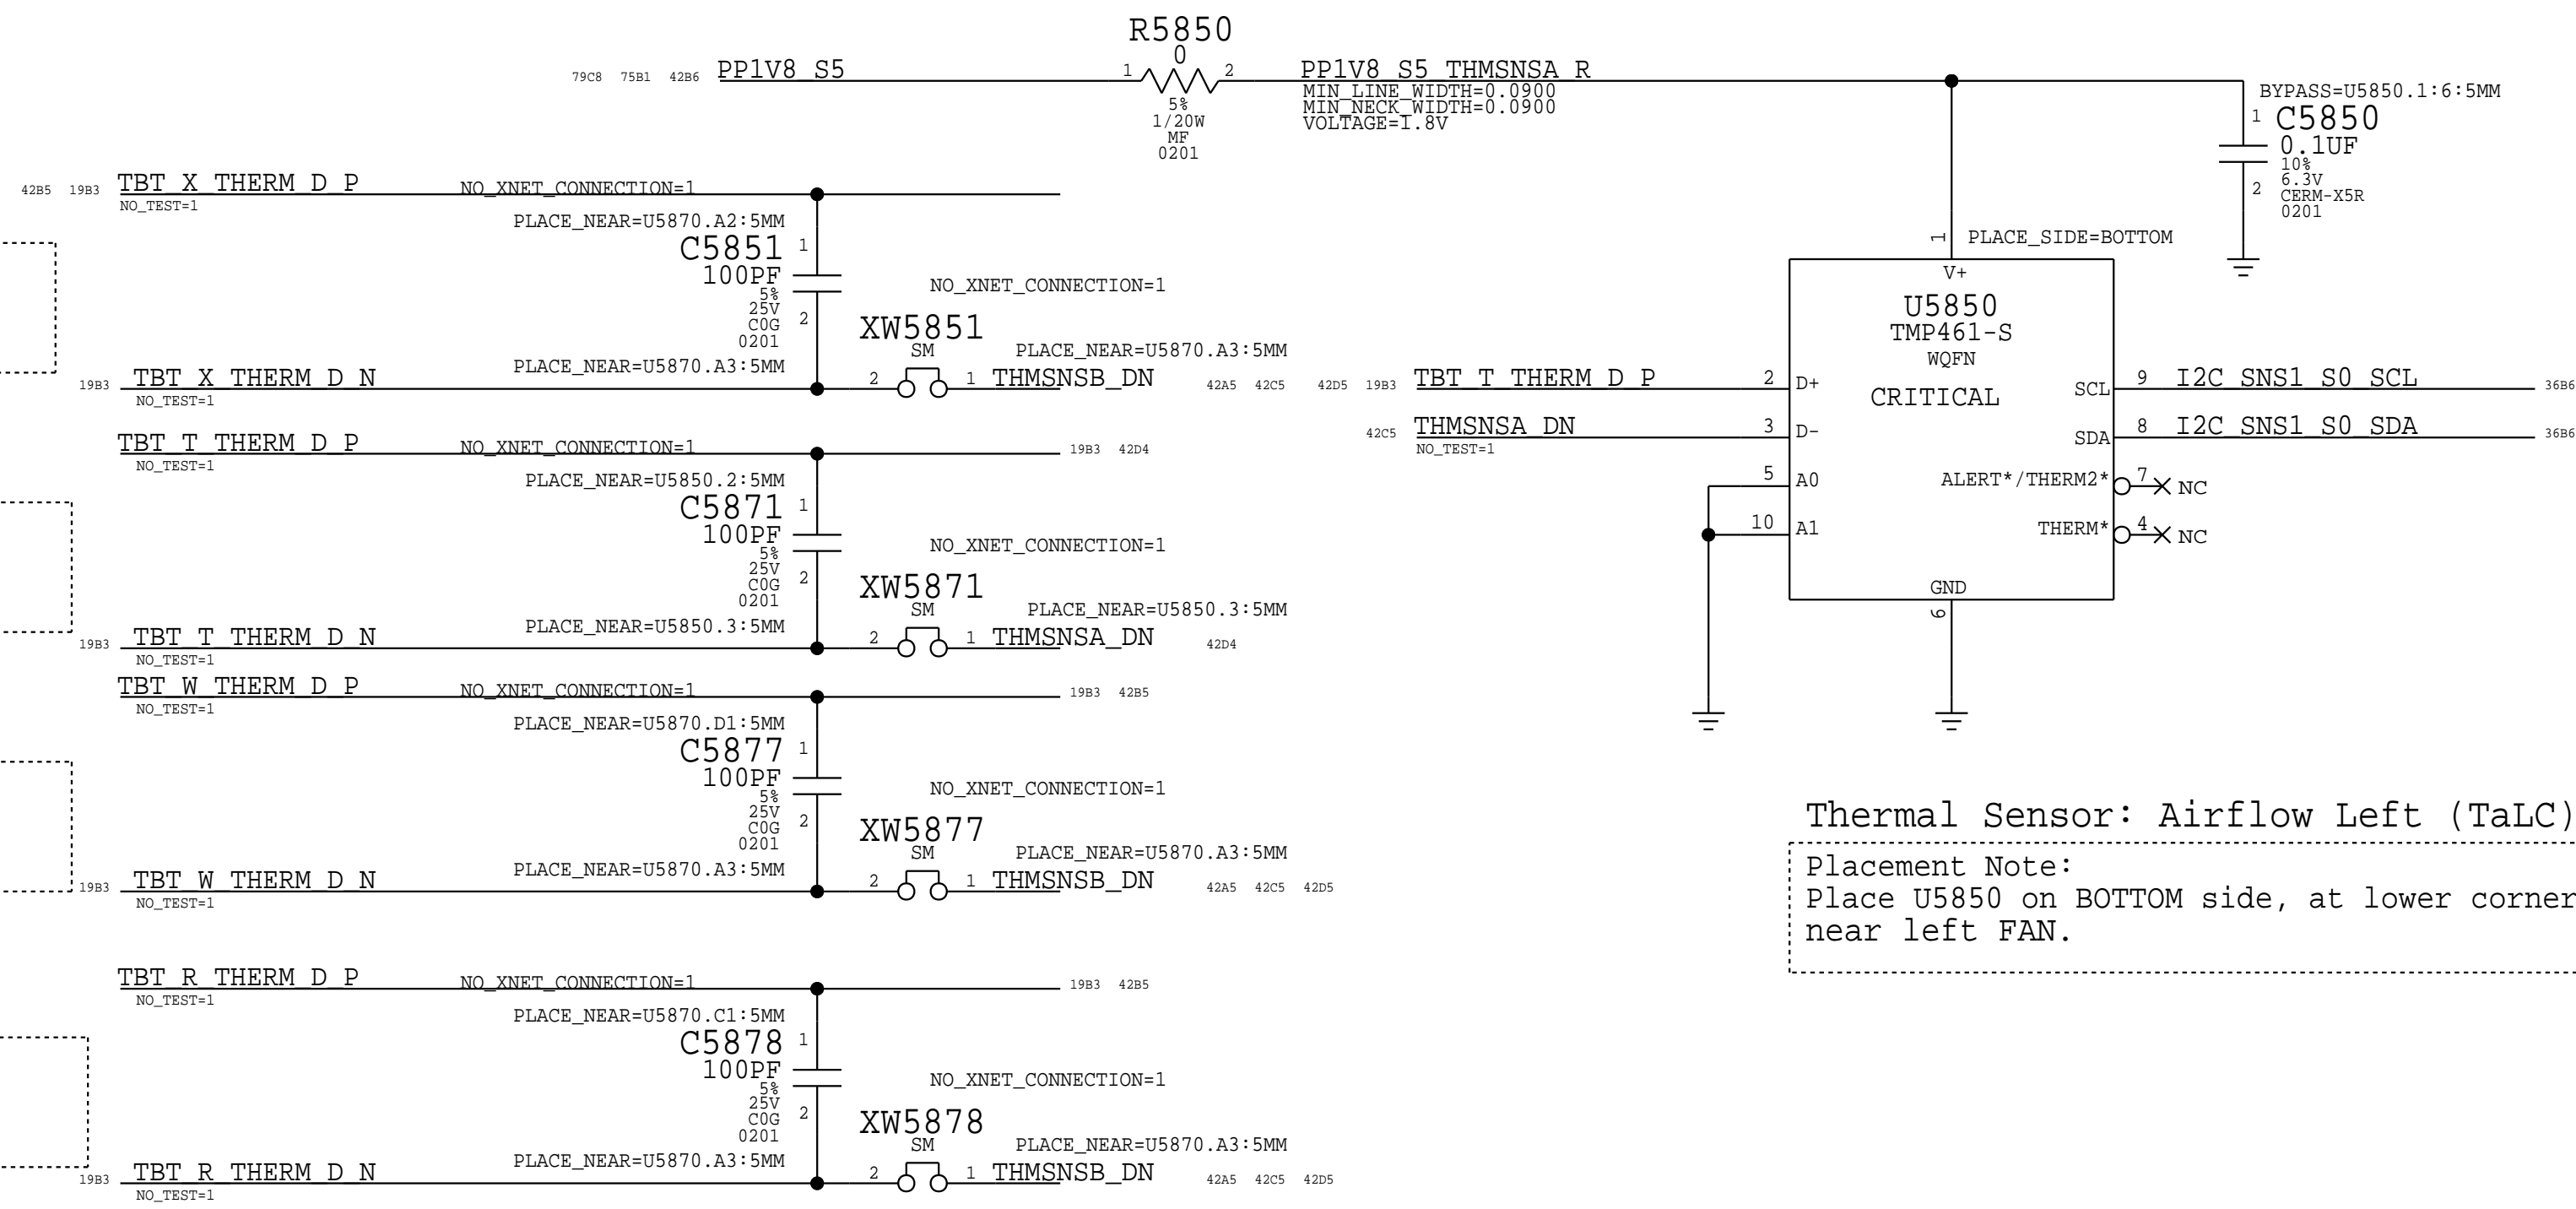 R5850
0
79C8 75B1 42B6 PP1V8_S5 1 2 PP1V8_S5_THMSNSA_R
5%
1/20W
MF
0201
MIN_LINE_WIDTH=0.0900
MIN_NECK_WIDTH=0.0900
VOLTAGE=1.8V
BYPASS=U5850.1:6:5MM
1 C5850
0.1UF
10%
6.3V
2 CERM-X5R
0201
42B5 19B3 TBT_X_THERM_D_P NO_XNET_CONNECTION=1
NO_TEST=1
PLACE_NEAR=U5870.A2:5MM
C5851 1
100PF
5%
25V
C0G
0201
2
NO_XNET_CONNECTION=1
XW5851
SM
PLACE_NEAR=U5870.A3:5MM
PLACE_NEAR=U5870.A3:5MM
19B3 TBT_X_THERM_D_N 2 1 THMSNSB_DN 42A5 42C5 42D5
NO_TEST=1
TBT_T_THERM_D_P NO_XNET_CONNECTION=1 19B3 42D4
NO_TEST=1
PLACE_NEAR=U5850.2:5MM
C5871 1
100PF
5%
25V
C0G
0201
2
NO_XNET_CONNECTION=1
XW5871
SM
PLACE_NEAR=U5850.3:5MM
PLACE_NEAR=U5850.3:5MM
19B3 TBT_T_THERM_D_N 2 1 THMSNSA_DN 42D4
NO_TEST=1
TBT_W_THERM_D_P NO_XNET_CONNECTION=1 19B3 42B5
NO_TEST=1
PLACE_NEAR=U5870.D1:5MM
C5877 1
100PF
5%
25V
C0G
0201
2
NO_XNET_CONNECTION=1
XW5877
SM
PLACE_NEAR=U5870.A3:5MM
PLACE_NEAR=U5870.A3:5MM
19B3 TBT_W_THERM_D_N 2 1 THMSNSB_DN 42A5 42C5 42D5
NO_TEST=1
TBT_R_THERM_D_P NO_XNET_CONNECTION=1 19B3 42B5
NO_TEST=1
PLACE_NEAR=U5870.C1:5MM
C5878 1
100PF
5%
25V
C0G
0201
2
NO_XNET_CONNECTION=1
XW5878
SM
PLACE_NEAR=U5870.A3:5MM
PLACE_NEAR=U5870.A3:5MM
19B3 TBT_R_THERM_D_N 2 1 THMSNSB_DN 42A5 42C5 42D5
NO_TEST=1
1 PLACE_SIDE=BOTTOM
V+
U5850
TMP461-S
WQFN
CRITICAL
19B3 TBT_T_THERM_D_P 2 D+
42C5 THMSNSA_DN 3 D-
NO_TEST=1
5 A0
10 A1
SCL 9 I2C_SNS1_S0_SCL 36B6
SDA 8 I2C_SNS1_S0_SDA 36B6
ALERT*/THERM2* 7 NC
THERM* 4 NC
GND
6
Thermal Sensor: Airflow Left (TaLC)
Placement Note:
Place U5850 on BOTTOM side, at lower corner
near left FAN.